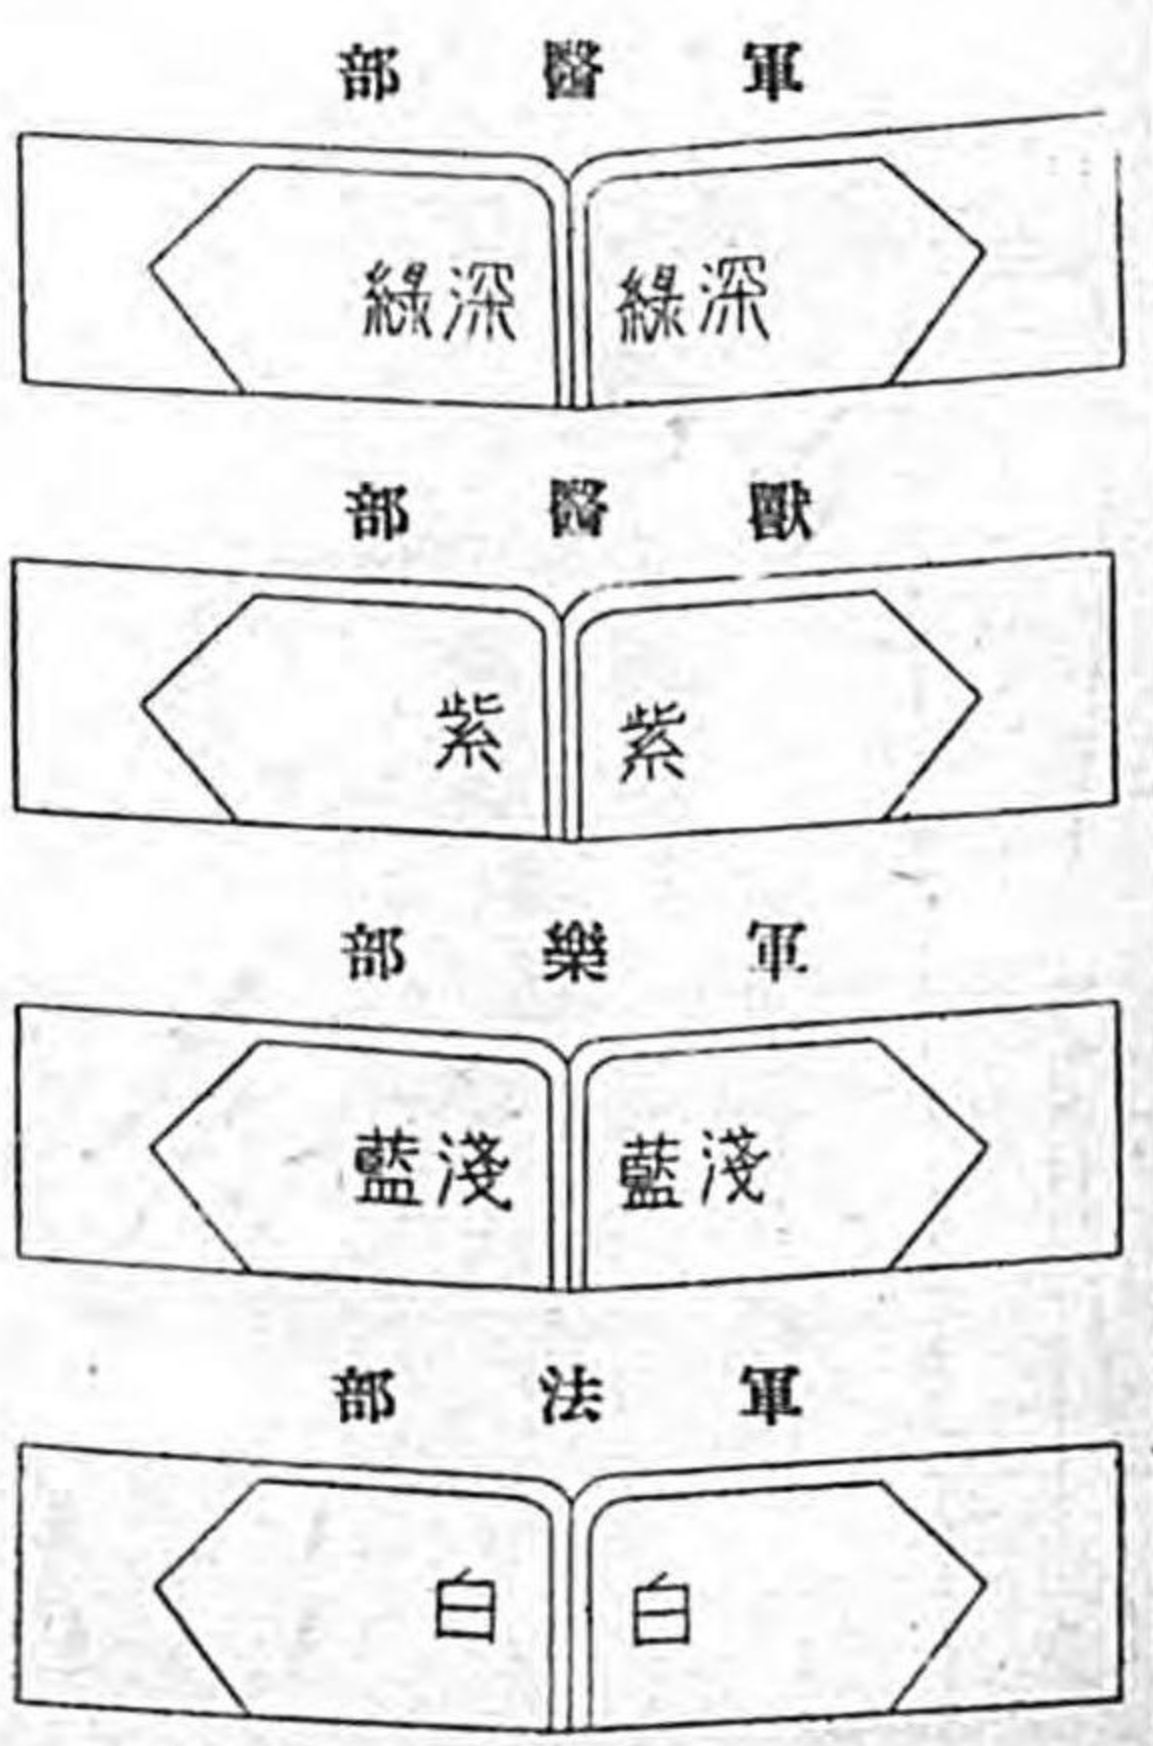 軍醫部
深綠 深綠
獸醫部
紫 紫
軍樂部
淺藍 淺藍
軍法部
白 白